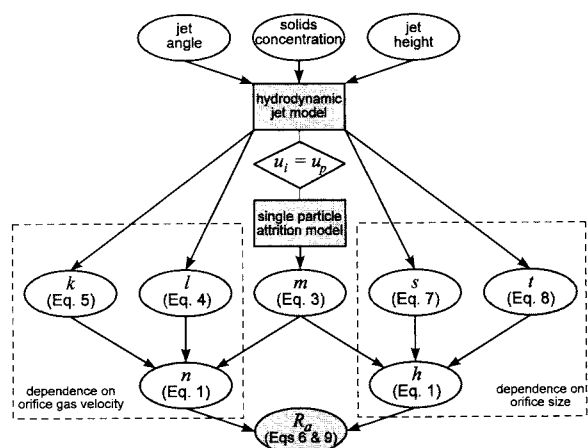 jet
angle
solids
concentration
jet
height
hydrodynamic
jet model
u_i = u_p
single particle
attrition model
k
(Eq. 5)
l
(Eq. 4)
m
(Eq. 3)
s
(Eq. 7)
t
(Eq. 8)
n
(Eq. 1)
h
(Eq. 1)
dependence on
orifice gas velocity
dependence on
orifice size
R_a
(Eqs 6 & 9)